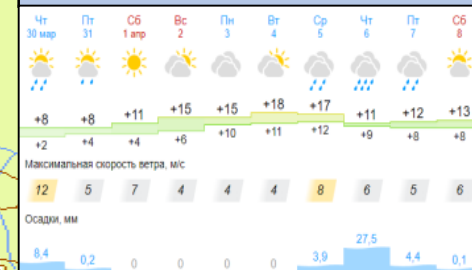 Чт Пт Сб Вс Пн Вт Ср Чт Пт Сб
30 мар 31 1 апр 2 3 4 5 6 7 8
+8 +8 +11 +15 +15 +18 +17 +11 +12 +13
+2 +4 +4 +6 +10 +11 +12 +9 +8 +8
Максимальная скорость ветра, м/с
12 5 7 4 4 4 8 6 5 6
Осадки, мм
8,4 0,2 0 0 0 0 3,9 27,5 4,4 0,1